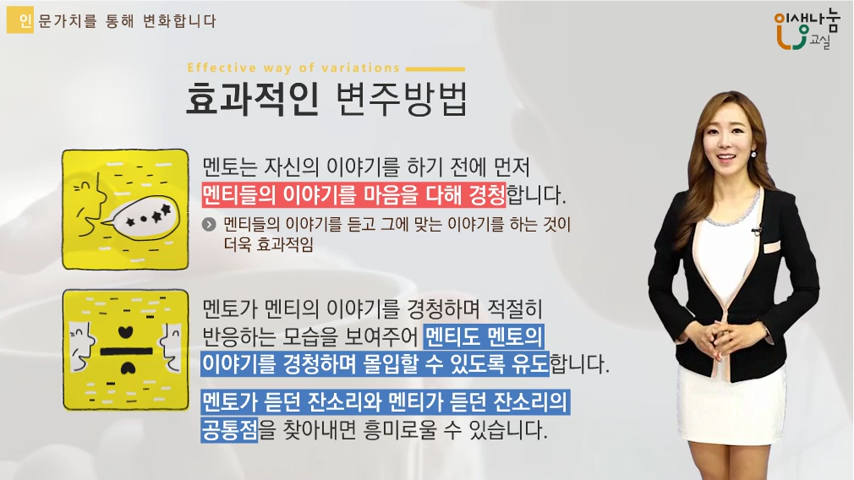 인문가치를 통해 변화합니다
인생나눔
교실
Effective way of variations
효과적인 변주방법
멘토는 자신의 이야기를 하기 전에 먼저
멘티들의 이야기를 마음을 다해 경청합니다.
멘티들의 이야기를 듣고 그에 맞는 이야기를 하는 것이
더욱 효과적임
멘토가 멘티의 이야기를 경청하며 적절히
반응하는 모습을 보여주어 멘티도 멘토의
이야기를 경청하며 몰입할 수 있도록 유도합니다.
멘토가 듣던 잔소리와 멘티가 듣던 잔소리의
공통점을 찾아내면 흥미로울 수 있습니다.